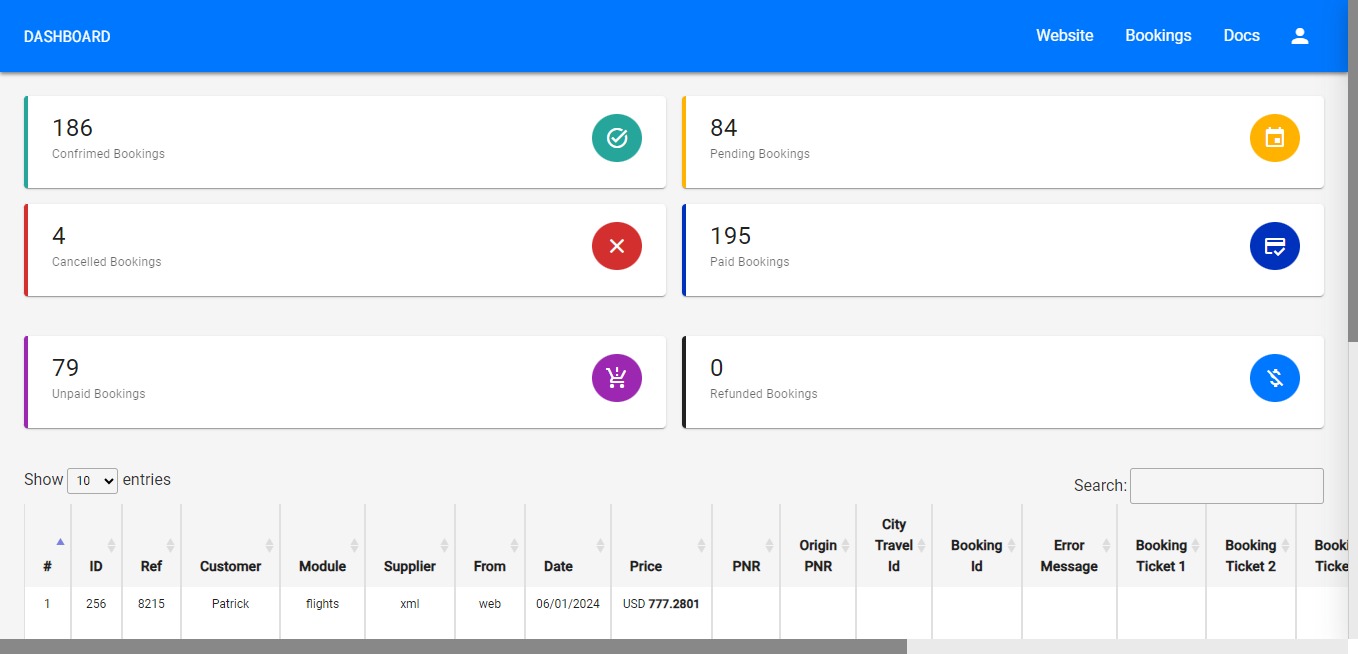 DASHBOARD
Website Bookings Docs
186
Confrimed Bookings
84
Pending Bookings
4
Cancelled Bookings
195
Paid Bookings
79
Unpaid Bookings
0
Refunded Bookings
Show 10 entries
Search:
# ID Ref Customer Module Supplier From Date Price PNR Origin PNR City Travel Id Booking Id Error Message Booking Ticket 1 Booking Ticket 2 Booki Ticke
1 256 8215 Patrick flights xml web 06/01/2024 USD 777.2801